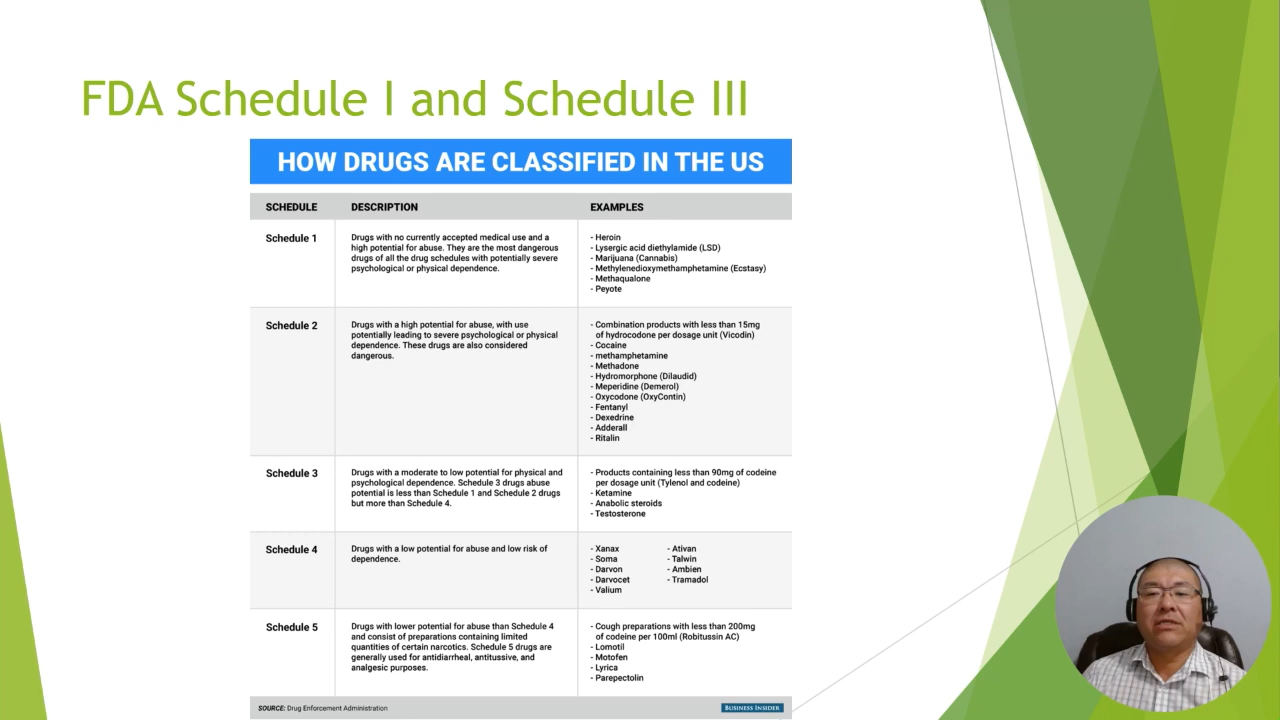 FDA Schedule I and Schedule III
HOW DRUGS ARE CLASSIFIED IN THE US
SCHEDULE DESCRIPTION EXAMPLES
Schedule 1
Drugs with no currently accepted medical use and a
high potential for abuse. They are the most dangerous
drugs of all the drug schedules with potentially severe
psychological or physical dependence.
- Heroin
- Lysergic acid diethylamide (LSD)
- Marijuana (Cannabis)
- Methylenedioxymethamphetamine (Ecstasy)
- Methaqualone
- Peyote
Schedule 2
Drugs with a high potential for abuse, with use
potentially leading to severe psychological or physical
dependence. These drugs are also considered
dangerous.
- Combination products with less than 15mg
of hydrocodone per dosage unit (Vicodin)
- Cocaine
- methamphetamine
- Methadone
- Hydromorphone (Dilaudid)
- Meperidine (Demerol)
- Oxycodone (OxyContin)
- Fentanyl
- Dexedrine
- Adderall
- Ritalin
Schedule 3
Drugs with a moderate to low potential for physical and
psychological dependence. Schedule 3 drugs abuse
potential is less than Schedule 1 and Schedule 2 drugs
but more than Schedule 4.
- Products containing less than 90mg of codeine
per dosage unit (Tylenol and codeine)
- Ketamine
- Anabolic steroids
- Testosterone
Schedule 4
Drugs with a low potential for abuse and low risk of
dependence.
- Xanax
- Soma
- Darvon
- Darvocet
- Valium
- Ativan
- Talwin
- Ambien
- Tramadol
Schedule 5
Drugs with lower potential for abuse than Schedule 4
and consist of preparations containing limited
quantities of certain narcotics. Schedule 5 drugs are
generally used for antidiarrheal, antitussive, and
analgesic purposes.
- Cough preparations with less than 200mg
of codeine per 100ml (Robitussin AC)
- Lomotil
- Motofen
- Lyrica
- Parepectolin
SOURCE: Drug Enforcement Administration
BUSINESS INSIDER